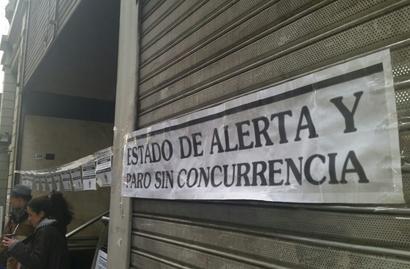 ESTADO DE ALERTA Y
PARO SIN CONCURRENCIA